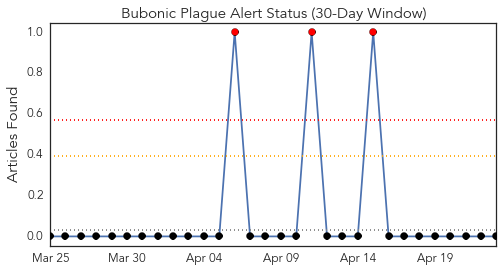 Bubonic Plague Alert Status (30-Day Window)
Articles Found
1.0
0.8
0.6
0.4
0.2
0.0
Mar 25 Mar 30 Apr 04 Apr 09 Apr 14 Apr 19